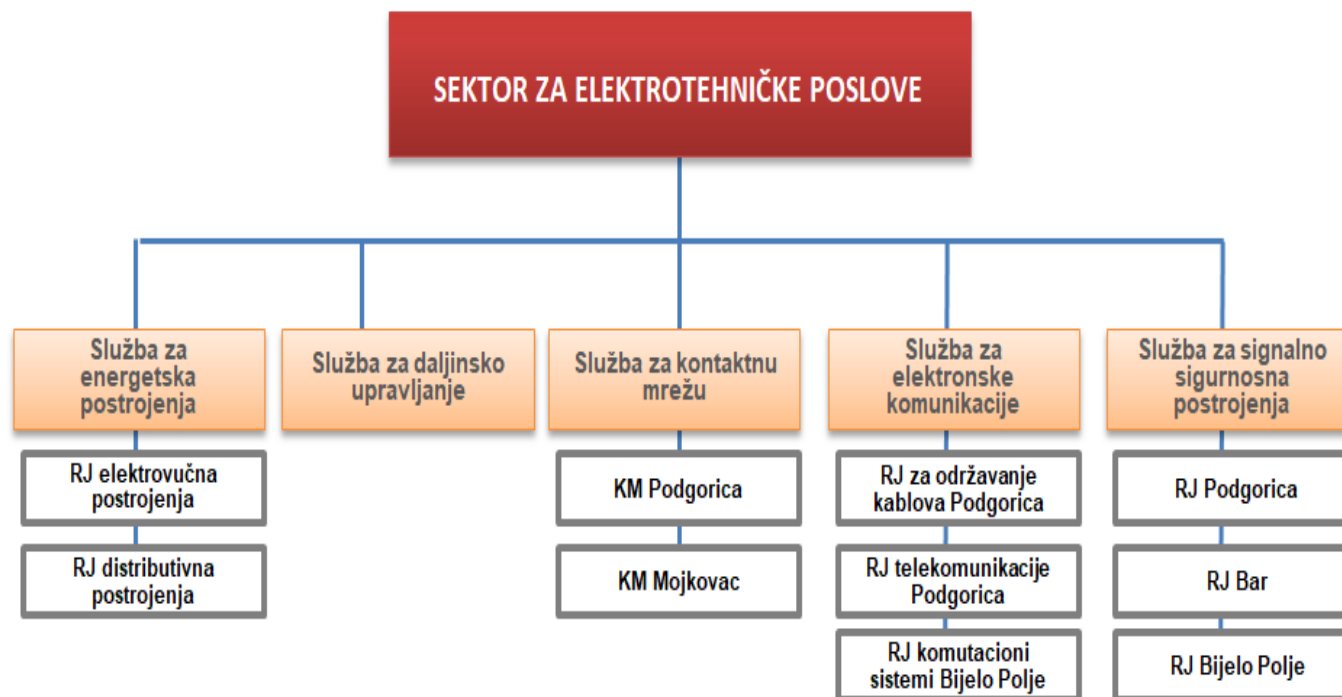 SEKTOR ZA ELEKTROTEHNIČKE POSLOVE
Služba za
energetska
postrojenja
RJ elektrovučna
postrojenja
RJ distributivna
postrojenja
Služba za daljinsko
upravljanje
Služba za kontaktnu
mrežu
KM Podgorica
KM Mojkovac
Služba za
elektronske
komunikacije
RJ za održavanje
kablova Podgorica
RJ telekomunikacije
Podgorica
RJ komutacioni
sistemi Bijelo Polje
Služba za signalno
sigurnosna
postrojenja
RJ Podgorica
RJ Bar
RJ Bijelo Polje